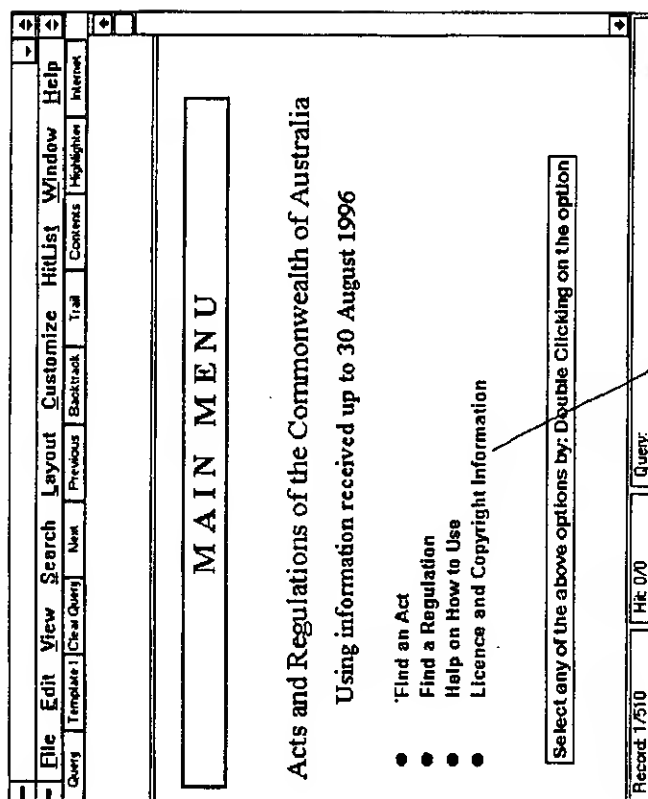 File Edit View Search Layout Customize HitList Window Help
Query Template 1 Clear Query Next Previous Backtrack Trail Contents Highlighter Internet
MAIN MENU
Acts and Regulations of the Commonwealth of Australia
Using information received up to 30 August 1996
Find an Act
Find a Regulation
Help on How to Use
Licence and Copyright Information
Select any of the above options by: Double Clicking on the option
Record: 1/510 Hit: 0/0 Query: